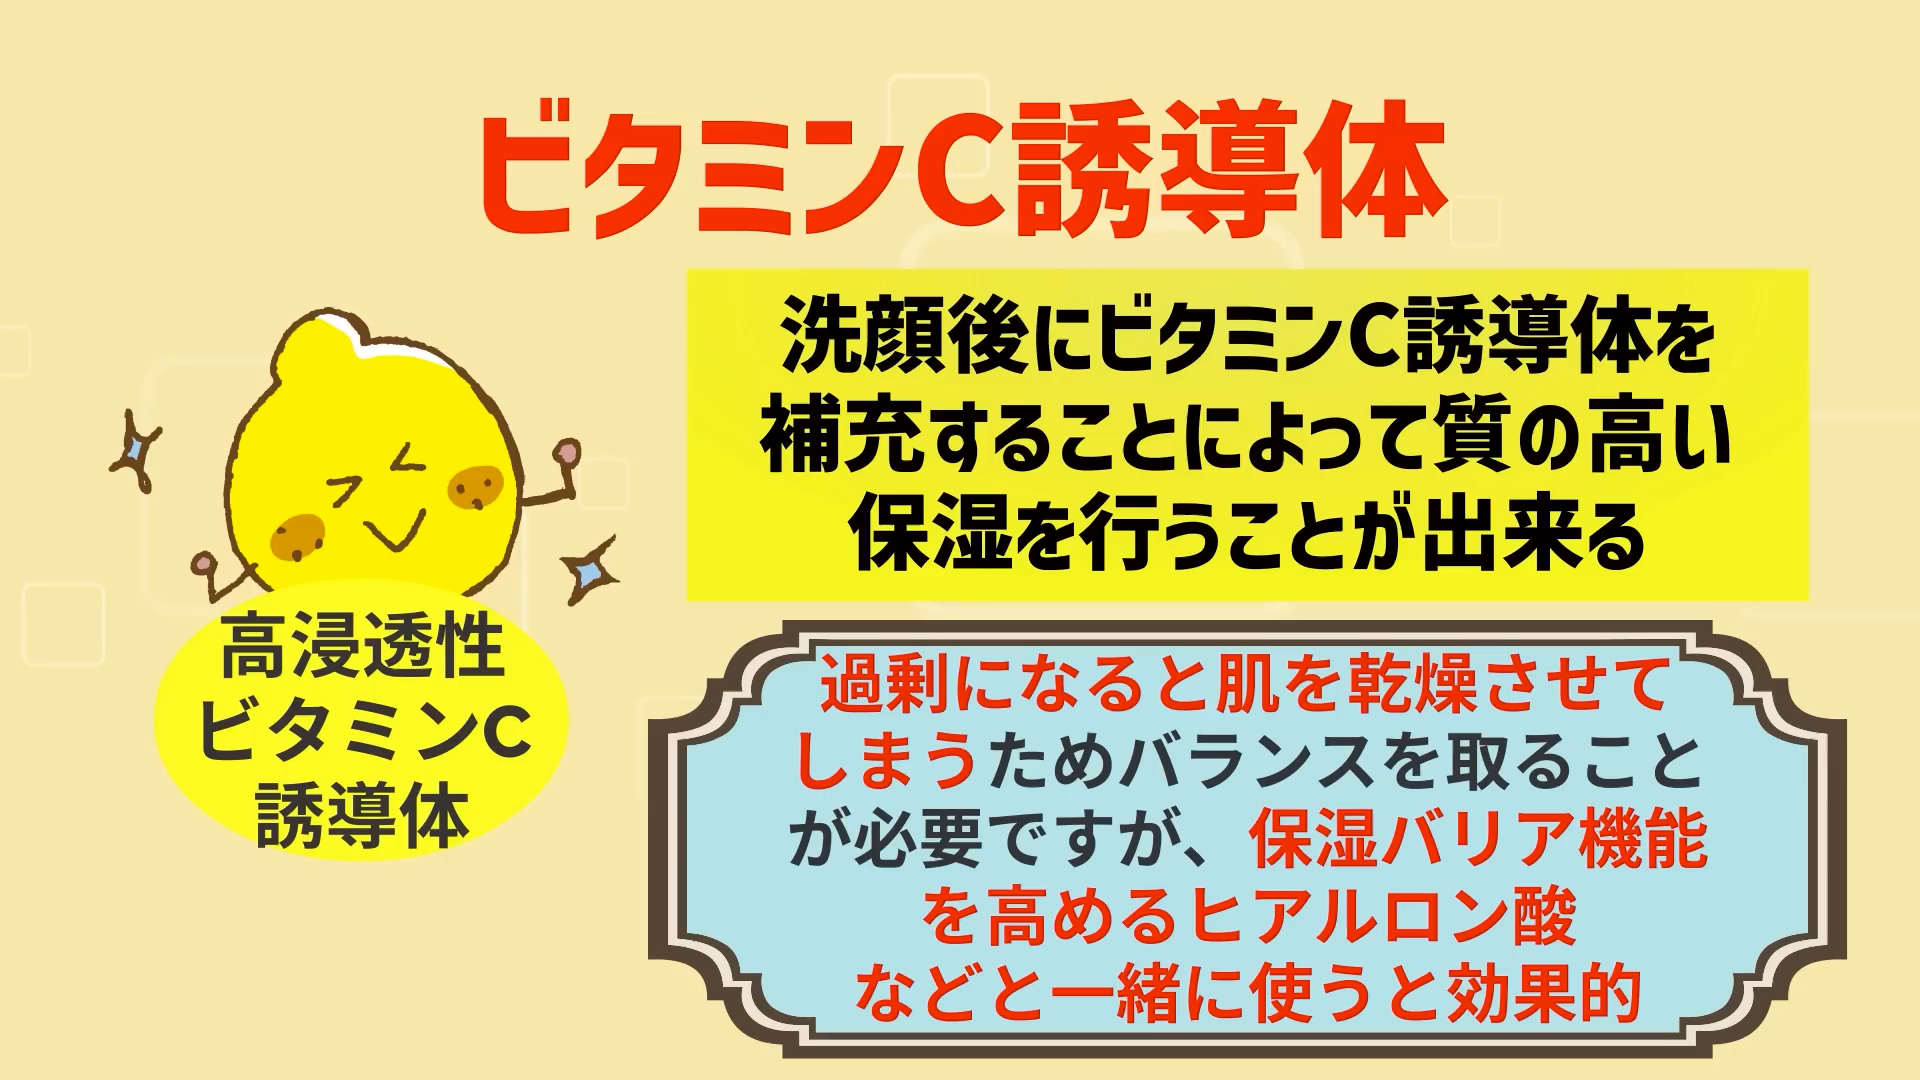 ビタミンC誘導体
洗顔後にビタミンC誘導体を
補充することによって質の高い
保湿を行うことが出来る
高浸透性
ビタミンC
誘導体
過剰になると肌を乾燥させて
しまうためバランスを取ること
が必要ですが、保湿バリア機能
を高めるヒアルロン酸
などと一緒に使うと効果的